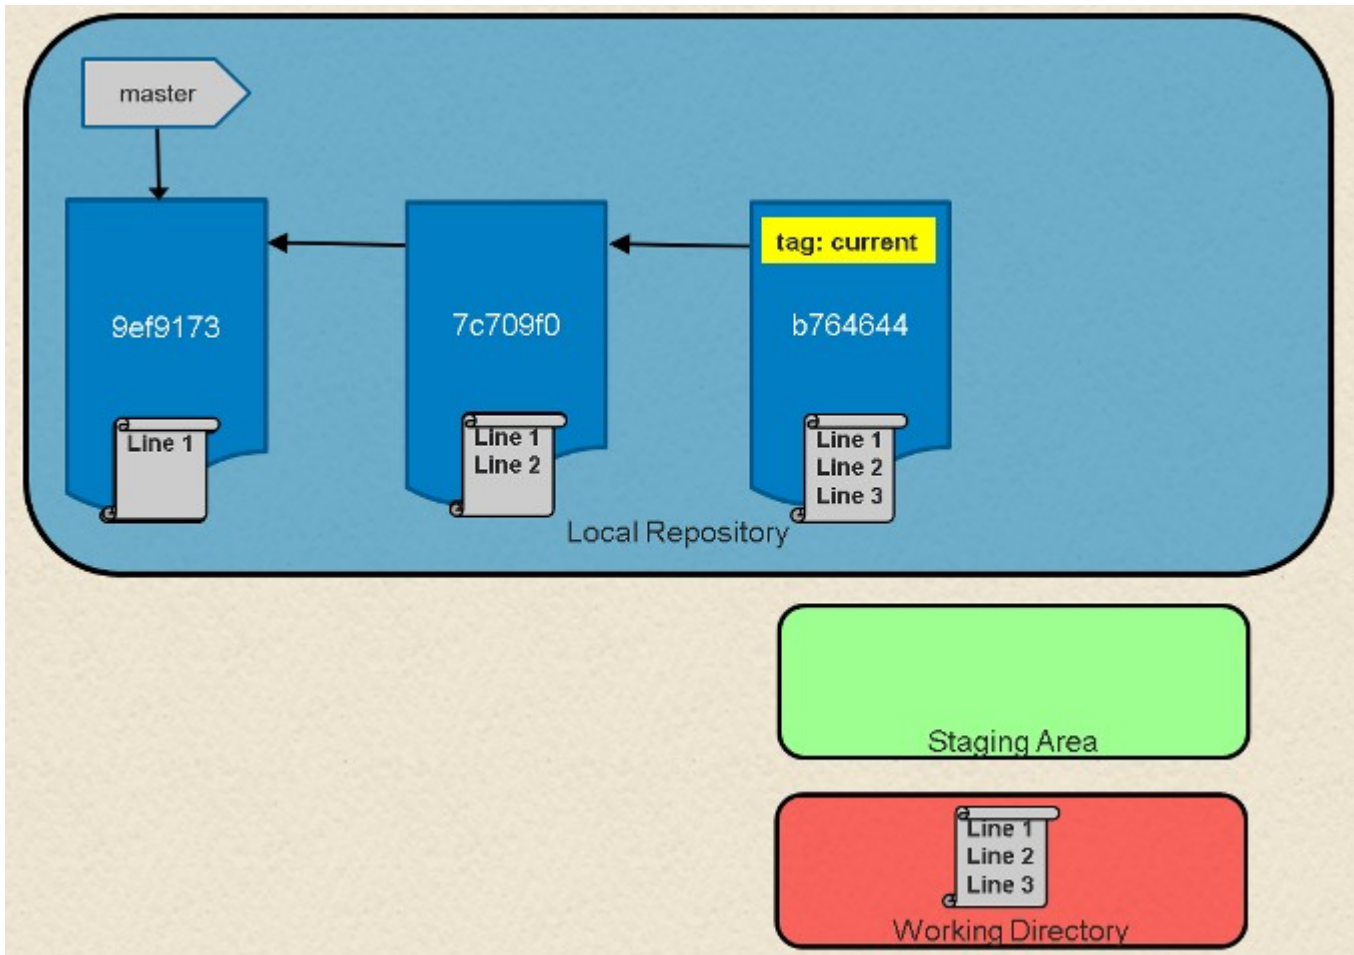 master
tag: current
9ef9173
7c709f0
b764644
Line 1
Line 1
Line 2
Line 1
Line 2
Line 3
Local Repository
Staging Area
Line 1
Line 2
Line 3
Working Directory